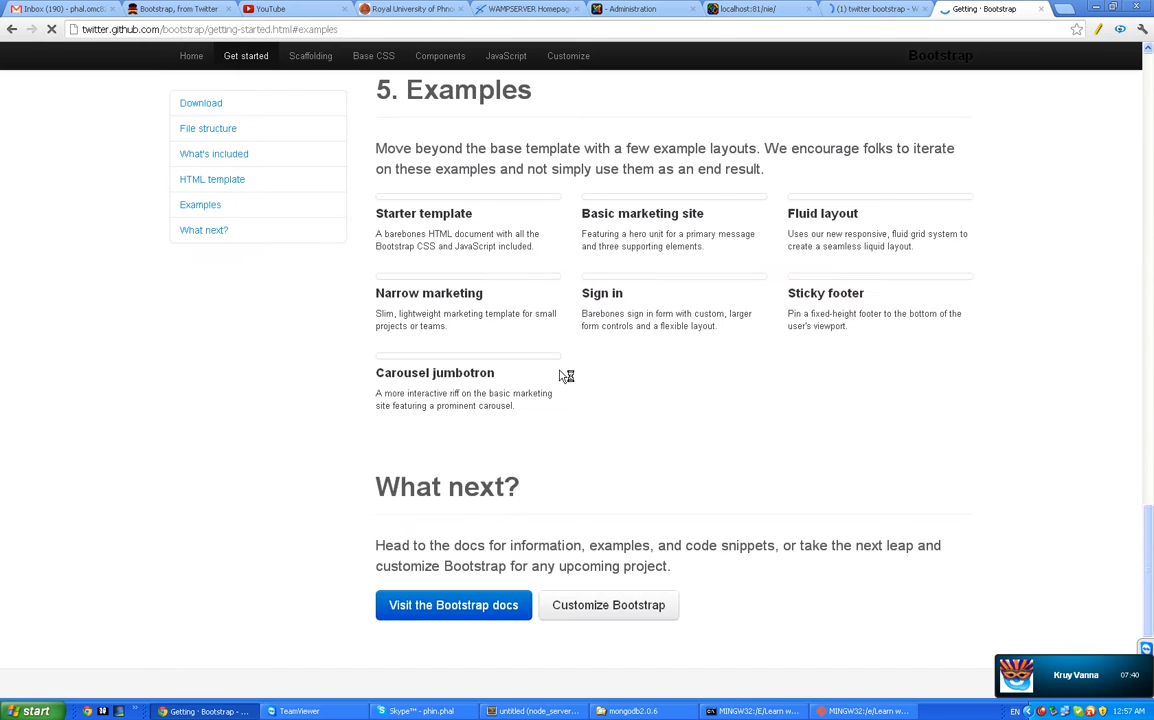 Inbox (190) - phal.omc8
Bootstrap, from Twitter
YouTube
Royal University of Phno
WAMPSERVER Homepag
- Administration
localhost:81/nie/
(1) twitter bootstrap - W
Getting · Bootstrap
twitter.github.com/bootstrap/getting-started.html#examples
Home
Get started
Scaffolding
Base CSS
Components
JavaScript
Customize
Bootstrap
Download
File structure
What's included
HTML template
Examples
What next?
5. Examples
Move beyond the base template with a few example layouts. We encourage folks to iterate
on these examples and not simply use them as an end result.
Starter template
A barebones HTML document with all the
Bootstrap CSS and JavaScript included.
Basic marketing site
Featuring a hero unit for a primary message
and three supporting elements.
Fluid layout
Uses our new responsive, fluid grid system to
create a seamless liquid layout.
Narrow marketing
Slim, lightweight marketing template for small
projects or teams.
Sign in
Barebones sign in form with custom, larger
form controls and a flexible layout.
Sticky footer
Pin a fixed-height footer to the bottom of the
user's viewport.
Carousel jumbotron
A more interactive riff on the basic marketing
site featuring a prominent carousel.
What next?
Head to the docs for information, examples, and code snippets, or take the next leap and
customize Bootstrap for any upcoming project.
Visit the Bootstrap docs
Customize Bootstrap
Kruy Vanna
07:40
start
Getting · Bootstrap - ...
TeamViewer
Skype™ - phin.phal
untitled (node_server...
mongodb2.0.6
MINGW32:/E/Learn w...
MINGW32:/e/Learn w...
EN
12:57 AM